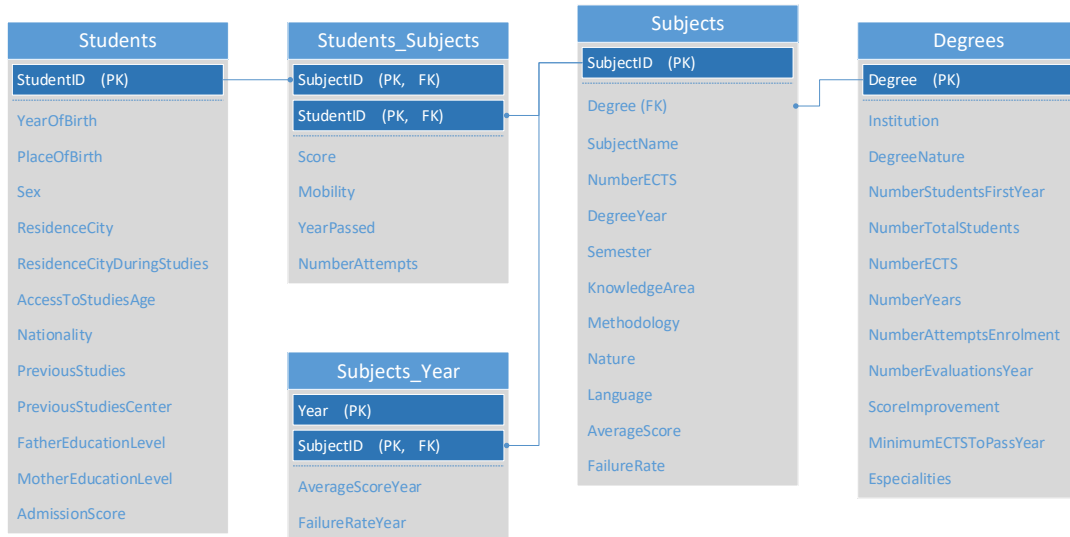 Students
StudentID (PK)
YearOfBirth
PlaceOfBirth
Sex
ResidenceCity
ResidenceCityDuringStudies
AccessToStudiesAge
Nationality
PreviousStudies
PreviousStudiesCenter
FatherEducationLevel
MotherEducationLevel
AdmissionScore
Students_Subjects
SubjectID (PK, FK)
StudentID (PK, FK)
Score
Mobility
YearPassed
NumberAttempts
Subjects_Year
Year (PK)
SubjectID (PK, FK)
AverageScoreYear
FailureRateYear
Subjects
SubjectID (PK)
Degree (FK)
SubjectName
NumberECTS
DegreeYear
Semester
KnowledgeArea
Methodology
Nature
Language
AverageScore
FailureRate
Degrees
Degree (PK)
Institution
DegreeNature
NumberStudentsFirstYear
NumberTotalStudents
NumberECTS
NumberYears
NumberAttemptsEnrolment
NumberEvaluationsYear
ScoreImprovement
MinimumECTSToPassYear
Especialities